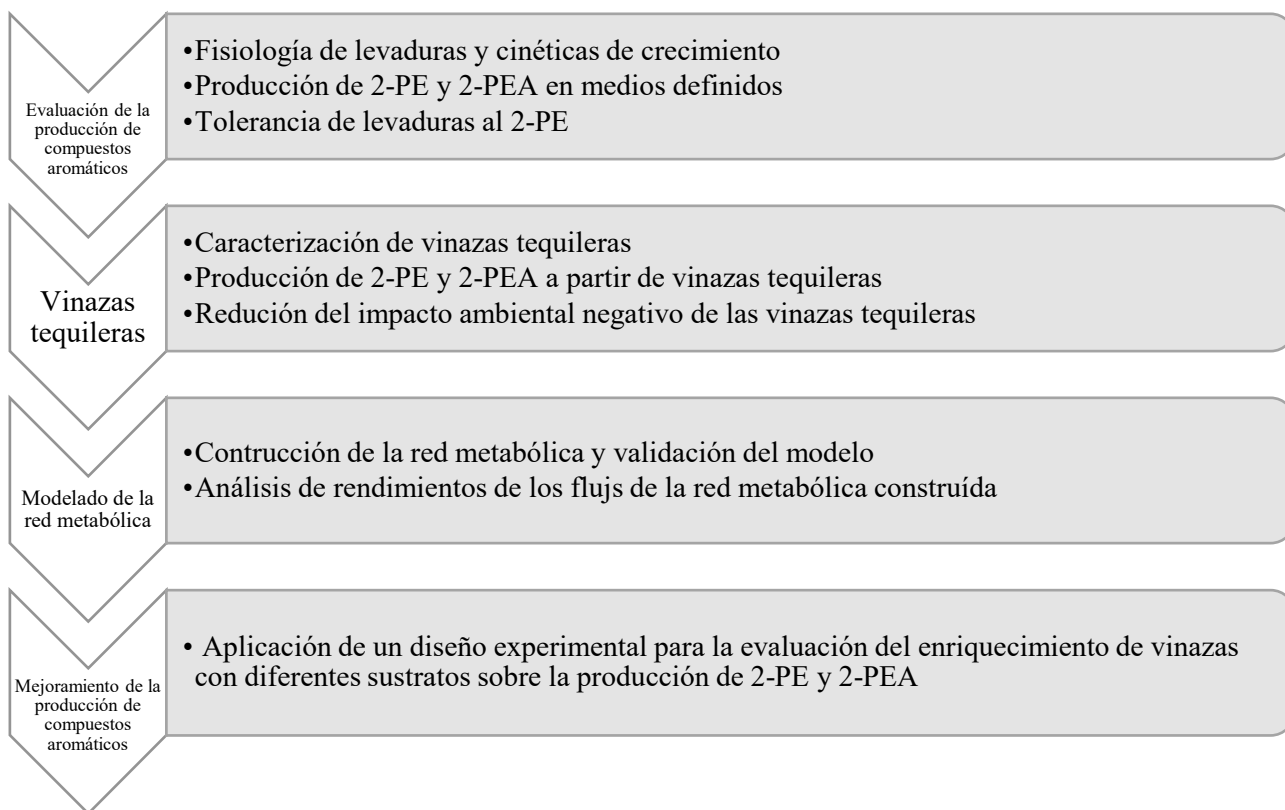 Evaluación de la
producción de
compuestos
aromáticos
•Fisiología de levaduras y cinéticas de crecimiento
•Producción de 2-PE y 2-PEA en medios definidos
•Tolerancia de levaduras al 2-PE
Vinazas
tequileras
•Caracterización de vinazas tequileras
•Producción de 2-PE y 2-PEA a partir de vinazas tequileras
•Redución del impacto ambiental negativo de las vinazas tequileras
Modelado de la
red metabólica
•Contrucción de la red metabólica y validación del modelo
•Análisis de rendimientos de los flujs de la red metabólica construída
Mejoramiento de la
producción de
compuestos
aromáticos
• Aplicación de un diseño experimental para la evaluación del enriquecimiento de vinazas
con diferentes sustratos sobre la producción de 2-PE y 2-PEA